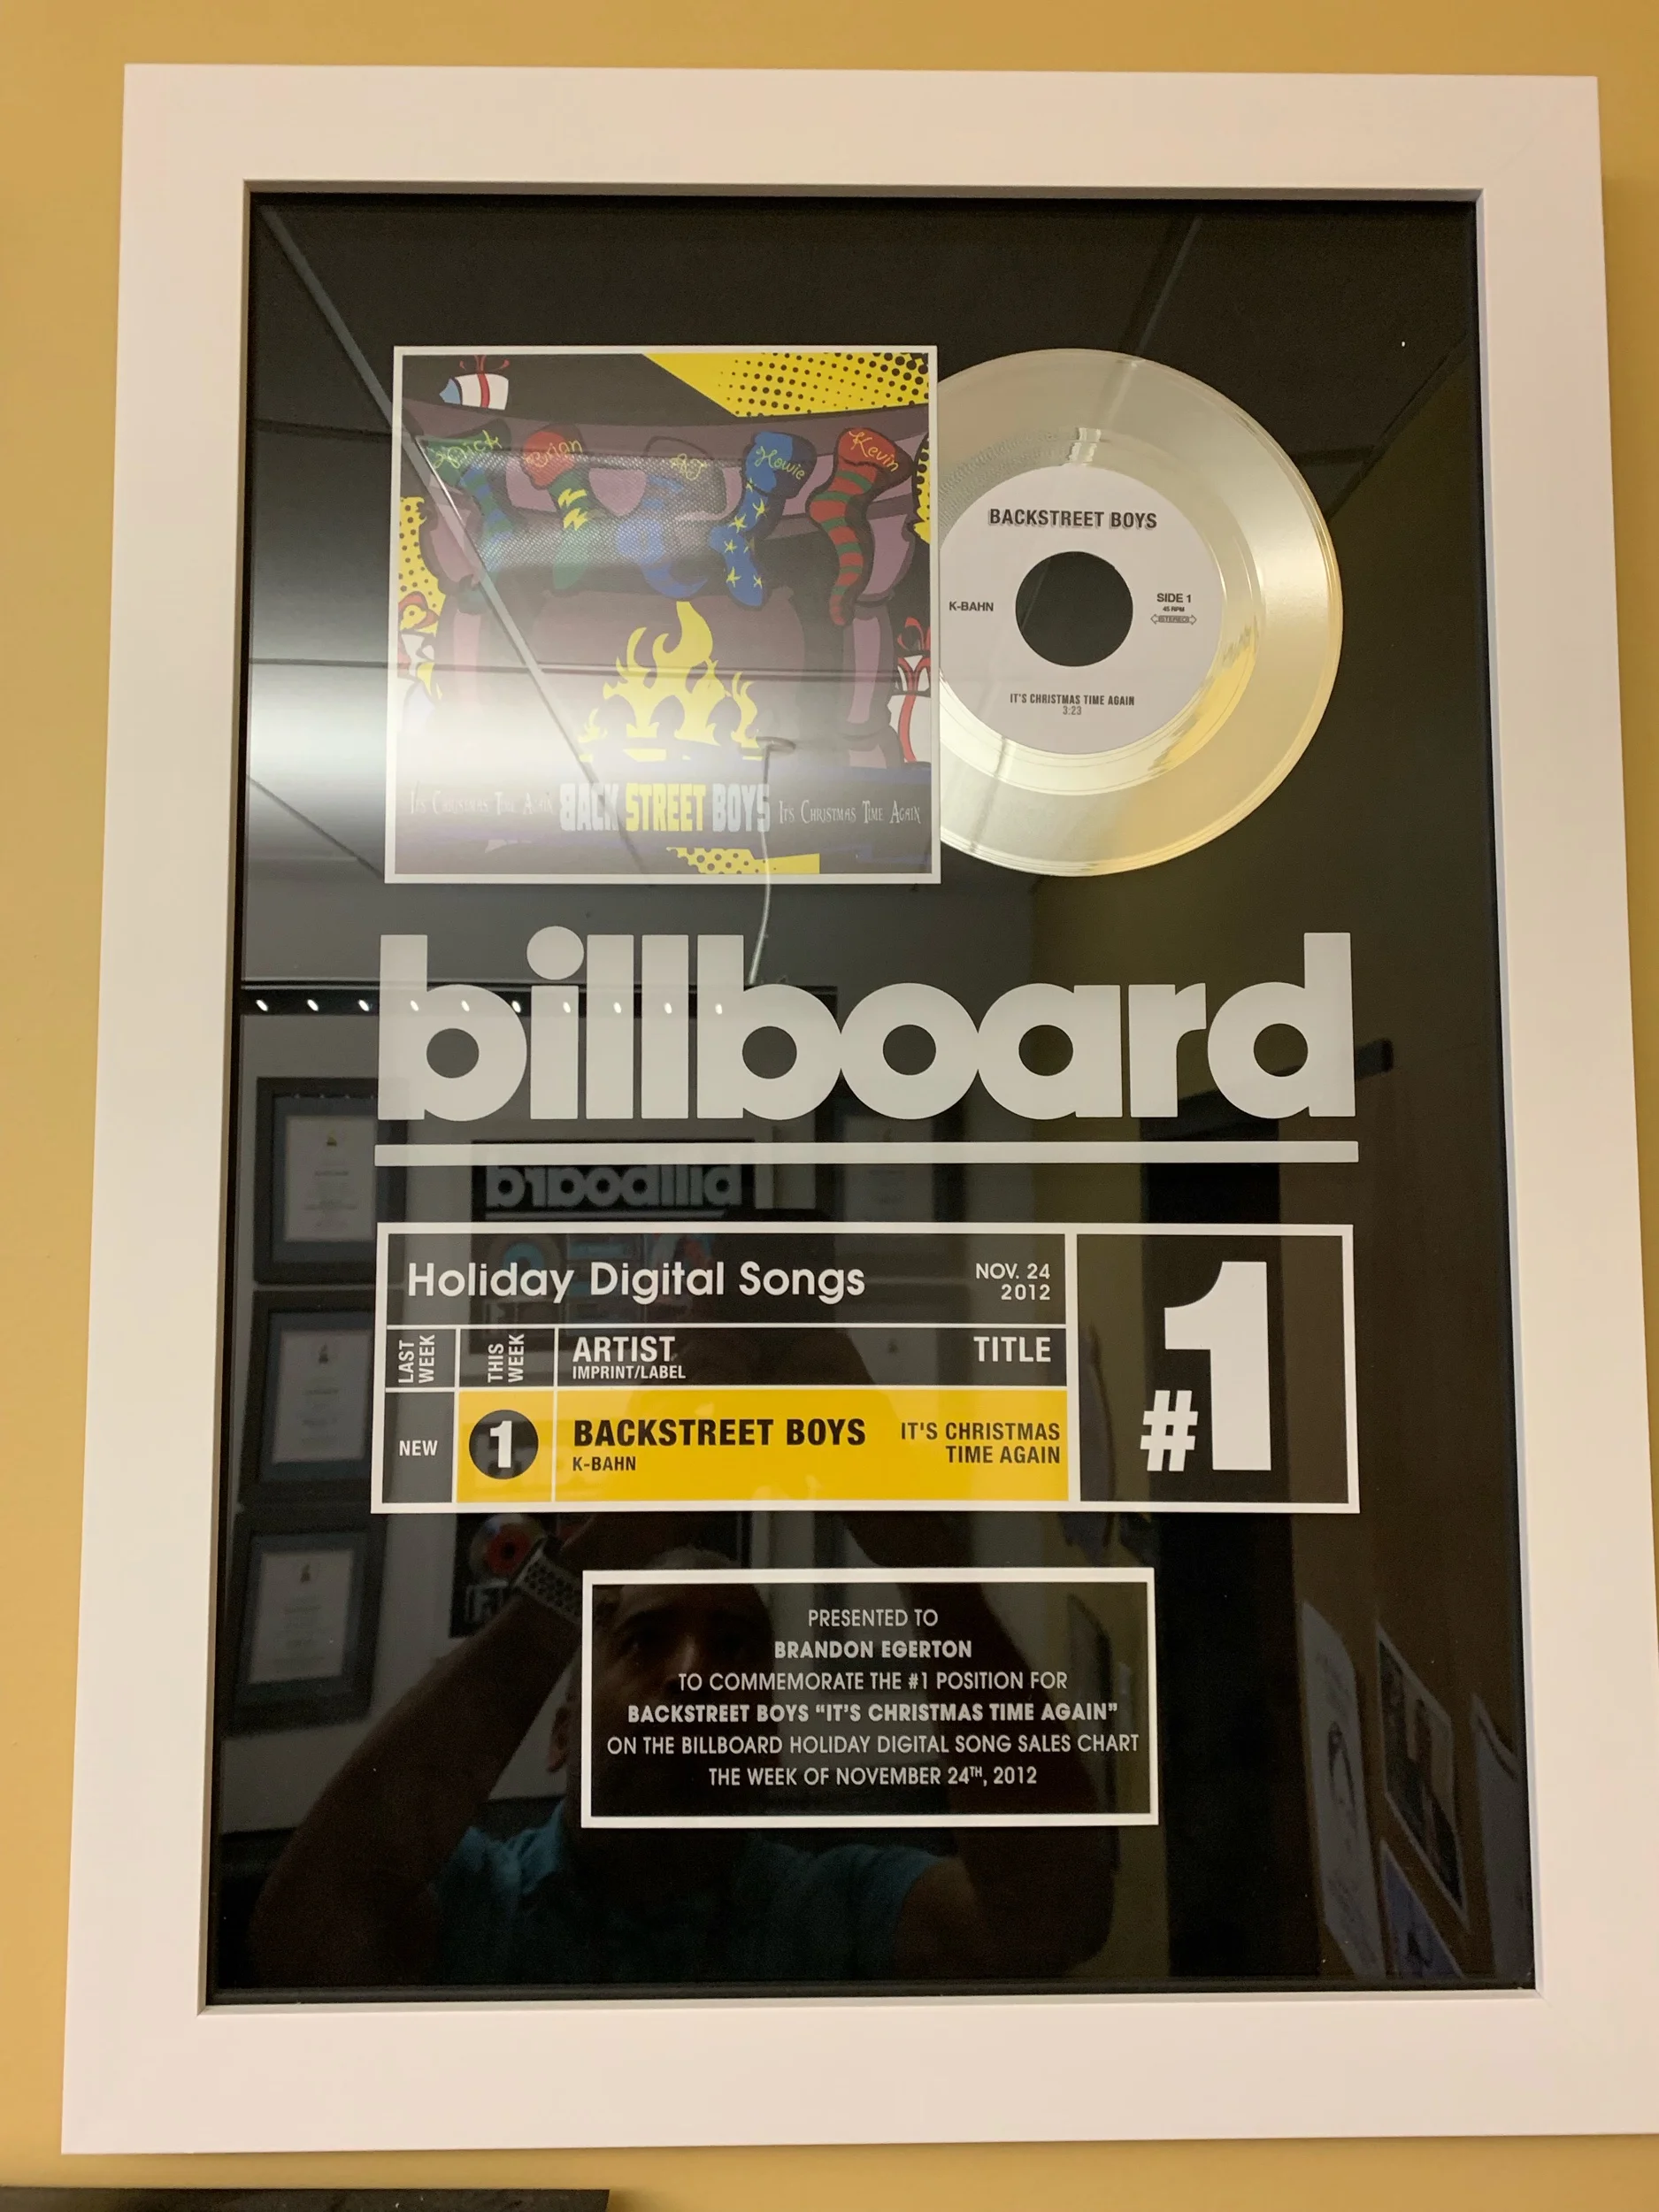 Nick
Brian
AJ
Howie
Kevin
It's Christmas Time Again BACK STREET BOYS It's Christmas Time Again
BACKSTREET BOYS
K-BAHN
SIDE 1
45 RPM
IT'S CHRISTMAS TIME AGAIN
3:23
billboard
Holiday Digital Songs
NOV. 24
2012
LAST WEEK
THIS WEEK
ARTIST
IMPRINT/LABEL
TITLE
NEW
1
BACKSTREET BOYS
K-BAHN
IT'S CHRISTMAS
TIME AGAIN
#1
PRESENTED TO
BRANDON EGERTON
TO COMMEMORATE THE #1 POSITION FOR
BACKSTREET BOYS “IT'S CHRISTMAS TIME AGAIN”
ON THE BILLBOARD HOLIDAY DIGITAL SONG SALES CHART
THE WEEK OF NOVEMBER 24TH, 2012